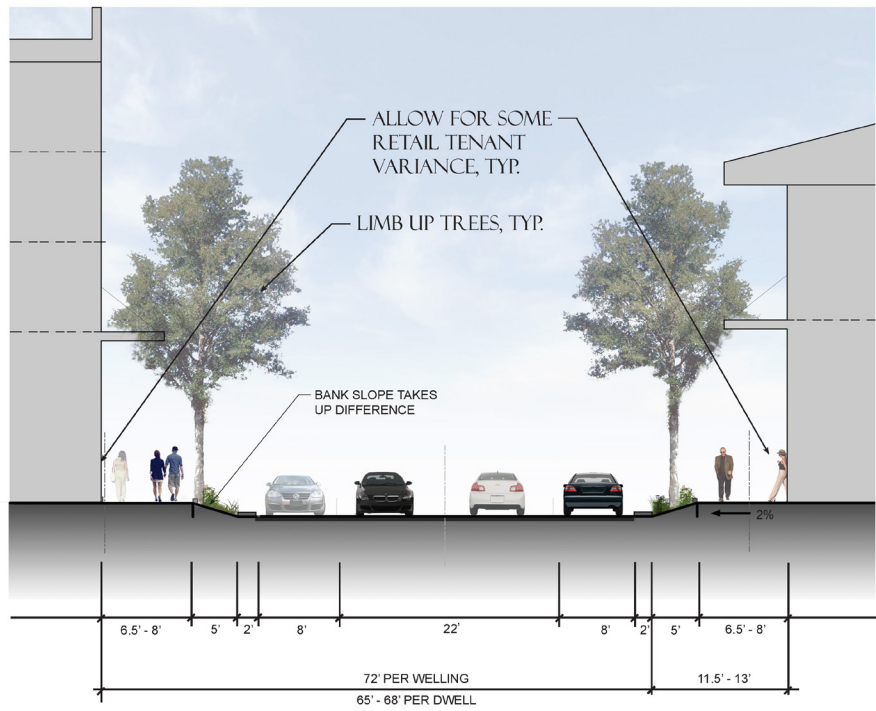 ALLOW FOR SOME
RETAIL TENANT
VARIANCE, TYP.
LIMB UP TREES, TYP.
BANK SLOPE TAKES
UP DIFFERENCE
2%
6.5' - 8'
5'
2'
8'
22'
8'
2'
5'
6.5' - 8'
72' PER WELLING
11.5' - 13'
65' - 68' PER DWELL